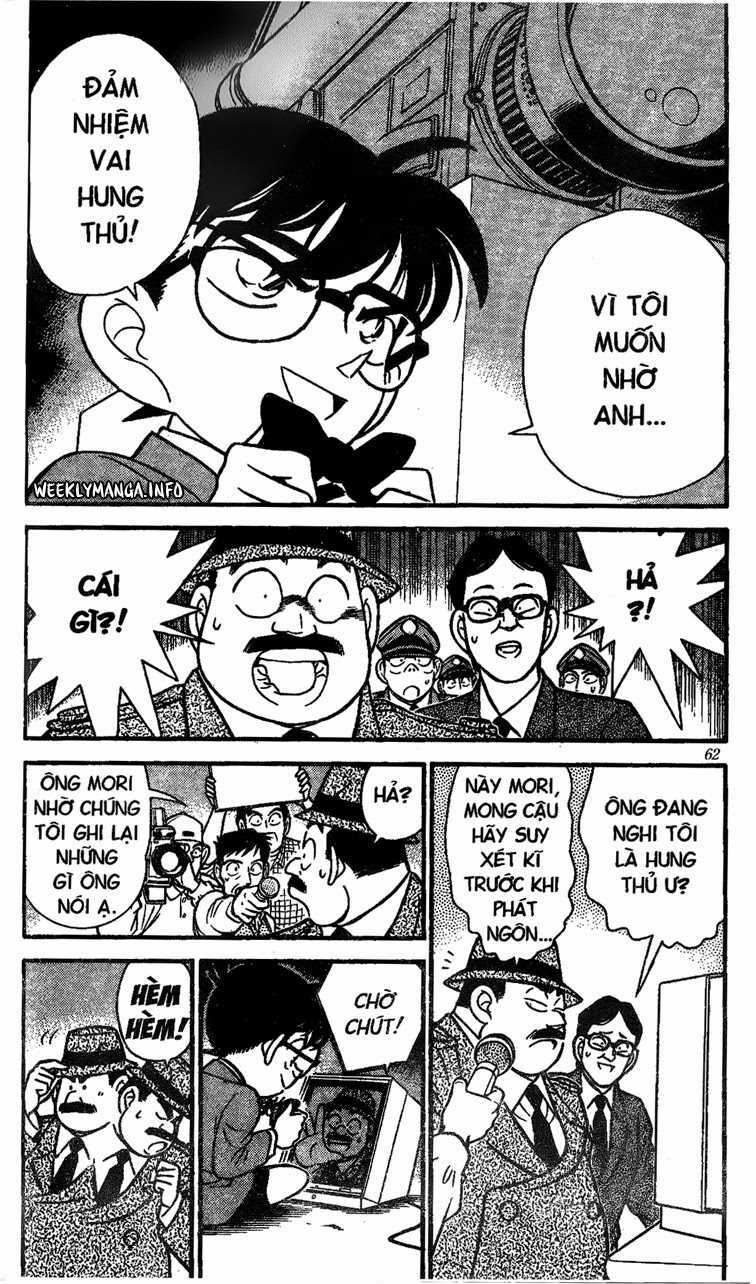 VÌ TÔI
MUỐN
NHỜ
ANH...
ĐẢM
NHIỆM
VAI
HUNG
THỦ!
WEEKLYMANGA.INFO
HẢ
?!
CÁI
GÌ?!
62
ÔNG ĐANG
NGHI TÔI
LÀ HUNG
THỦ Ư?
NÀY MORI,
MONG CẬU
HÃY SUY
XÉT KĨ
TRƯỚC KHI
PHÁT
NGÔN...
HẢ?
ÔNG MORI
NHỜ CHÚNG
TÔI GHI LẠI
NHỮNG
GÌ ÔNG
NÓI Ạ.
CHỜ
CHÚT!
HÈM
HÈM!